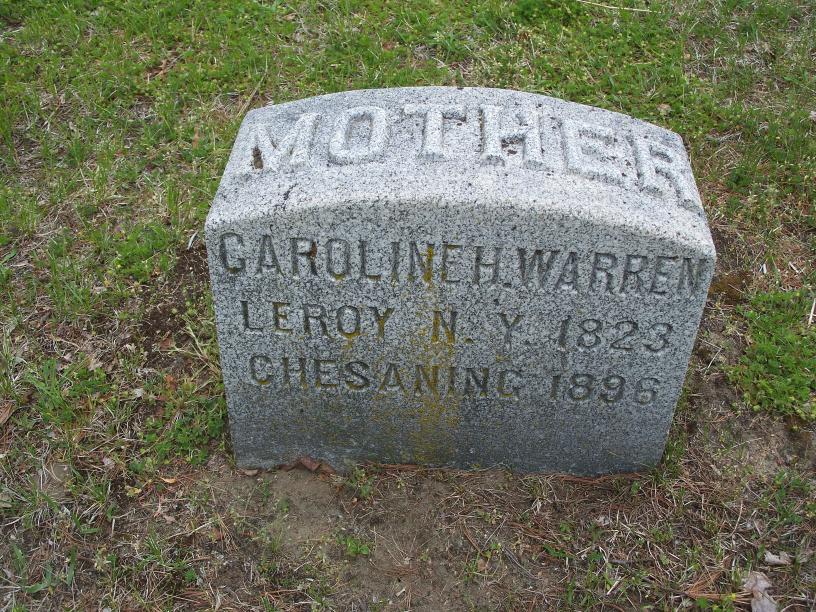 MOTHER
CAROLINE H. WARREN
LEROY N. Y. 1823
CHESANING 1896